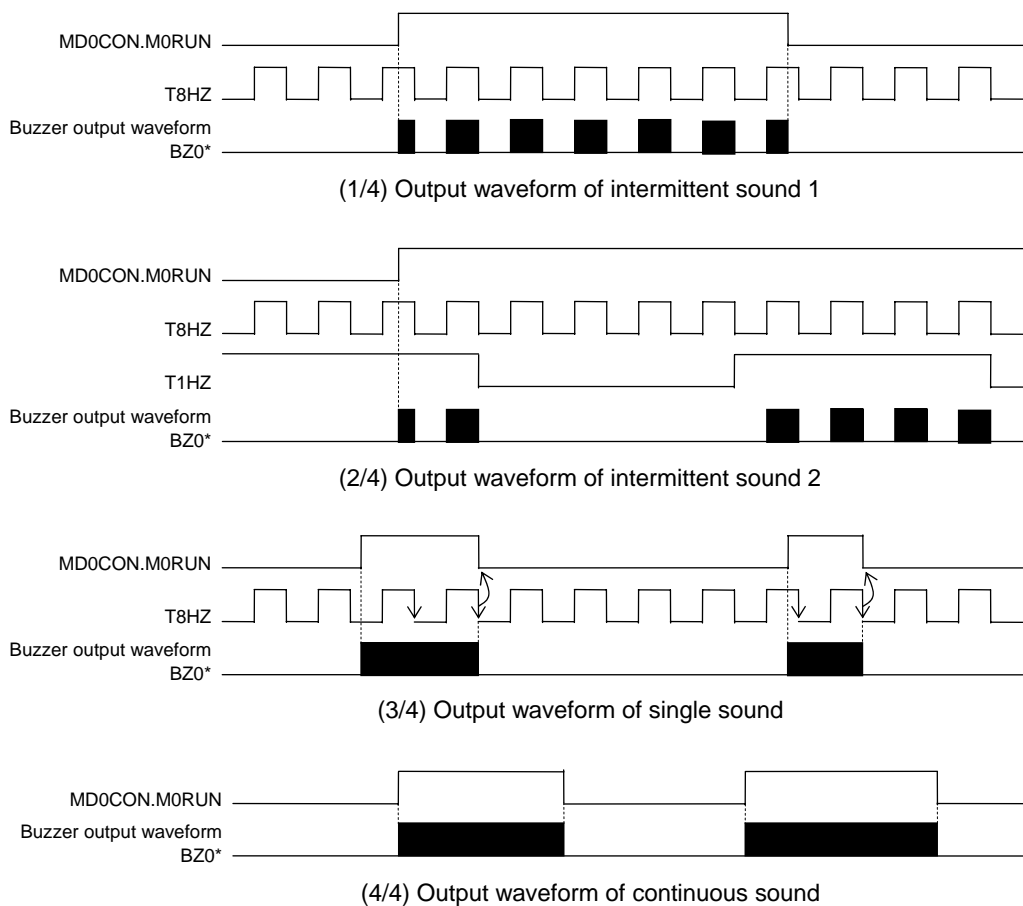 MD0CON.M0RUN
T8HZ
Buzzer output waveform
BZ0*
(1/4) Output waveform of intermittent sound 1
MD0CON.M0RUN
T8HZ
T1HZ
Buzzer output waveform
BZ0*
(2/4) Output waveform of intermittent sound 2
MD0CON.M0RUN
T8HZ
Buzzer output waveform
BZ0*
(3/4) Output waveform of single sound
MD0CON.M0RUN
Buzzer output waveform
BZ0*
(4/4) Output waveform of continuous sound